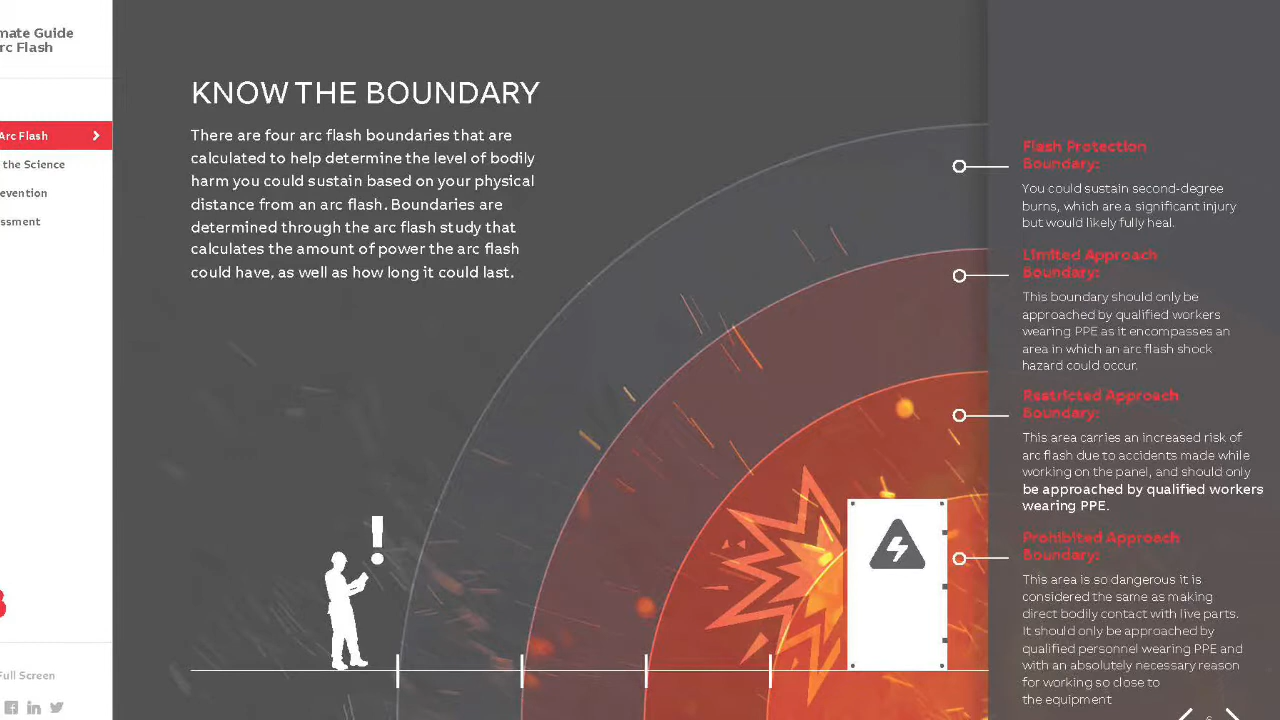 mate Guide
rc Flash
Arc Flash
the Science
evention
ssment
Full Screen
KNOW THE BOUNDARY
There are four arc flash boundaries that are
calculated to help determine the level of bodily
harm you could sustain based on your physical
distance from an arc flash. Boundaries are
determined through the arc flash study that
calculates the amount of power the arc flash
could have, as well as how long it could last.
!
Flash Protection
Boundary:
You could sustain second-degree
burns, which are a significant injury
but would likely fully heal.
Limited Approach
Boundary:
This boundary should only be
approached by qualified workers
wearing PPE as it encompasses an
area in which an arc flash shock
hazard could occur.
Restricted Approach
Boundary:
This area carries an increased risk of
arc flash due to accidents made while
working on the panel, and should only
be approached by qualified workers
wearing PPE.
Prohibited Approach
Boundary:
This area is so dangerous it is
considered the same as making
direct bodily contact with live parts.
It should only be approached by
qualified personnel wearing PPE and
with an absolutely necessary reason
for working so close to
the equipment